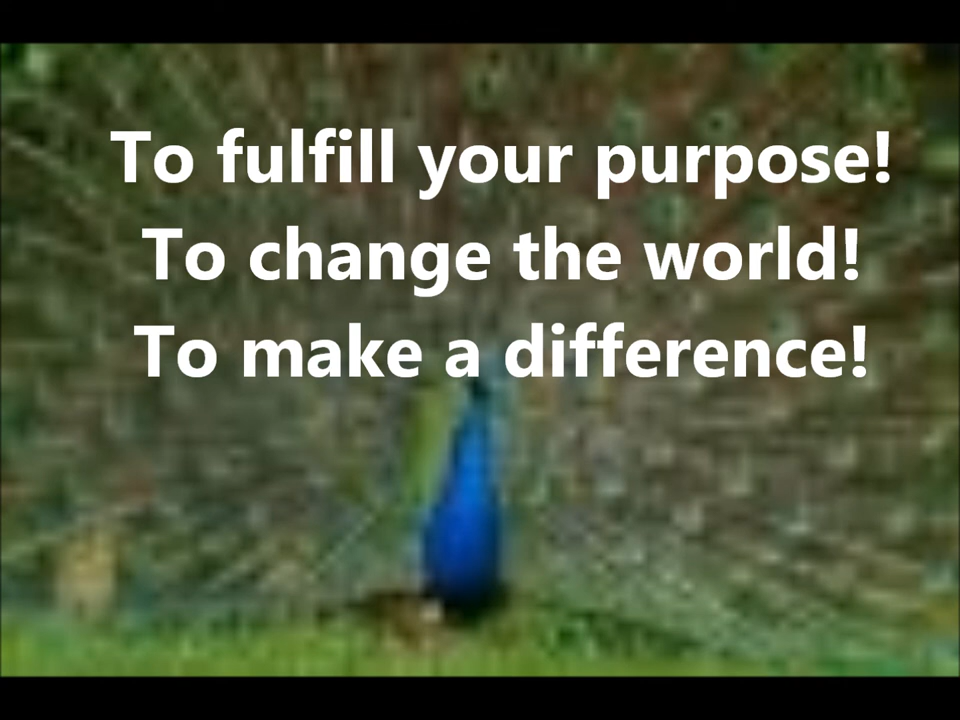 To fulfill your purpose!
To change the world!
To make a difference!